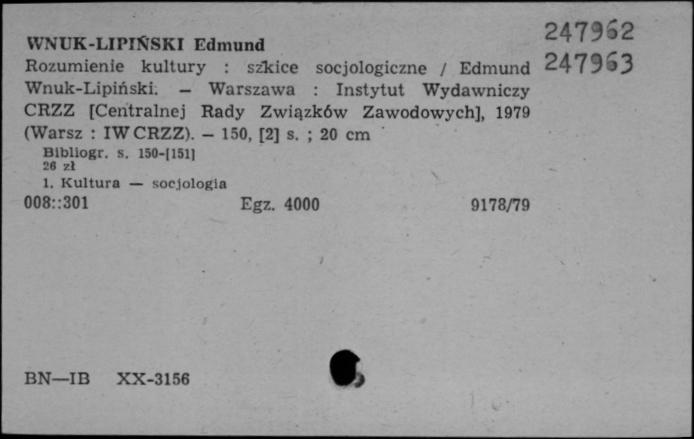 247962
WNUK-LIPIŃSKI Edmund
Rozumienie kultury : szkice socjologiczne / Edmund
247963
Wnuk-Lipiński. — Warszawa : Instytut Wydawniczy
CRZZ [Centralnej Rady Związków Zawodowych], 1979
(Warsz : IW CRZZ). — 150, [2] s. ; 20 cm
Bibliogr. s. 150-[151]
26 zł
1. Kultura — socjologia
008::301 Egz. 4000 9178/79
BN—IB XX-3156